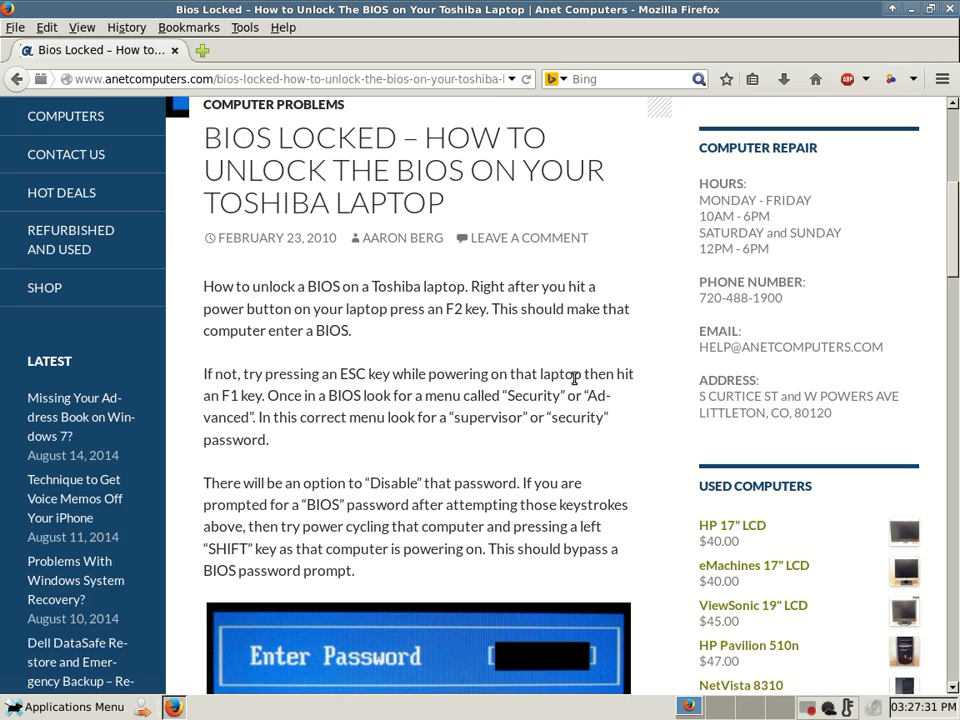 Bios Locked – How to Unlock The BIOS on Your Toshiba Laptop | Anet Computers - Mozilla Firefox
File Edit View History Bookmarks Tools Help
Bios Locked – How to...
www.anetcomputers.com/bios-locked-how-to-unlock-the-bios-on-your-toshiba-l
Bing
COMPUTERS
CONTACT US
HOT DEALS
REFURBISHED
AND USED
SHOP
LATEST
Missing Your Ad-
dress Book on Win-
dows 7?
August 14, 2014
Technique to Get
Voice Memos Off
Your iPhone
August 11, 2014
Problems With
Windows System
Recovery?
August 10, 2014
Dell DataSafe Re-
store and Emer-
gency Backup – Re-
COMPUTER PROBLEMS
BIOS LOCKED – HOW TO
UNLOCK THE BIOS ON YOUR
TOSHIBA LAPTOP
FEBRUARY 23, 2010 AARON BERG LEAVE A COMMENT
How to unlock a BIOS on a Toshiba laptop. Right after you hit a
power button on your laptop press an F2 key. This should make that
computer enter a BIOS.
If not, try pressing an ESC key while powering on that laptop then hit
an F1 key. Once in a BIOS look for a menu called “Security” or “Ad-
vanced”. In this correct menu look for a “supervisor” or “security”
password.
There will be an option to “Disable” that password. If you are
prompted for a “BIOS” password after attempting those keystrokes
above, then try power cycling that computer and pressing a left
“SHIFT” key as that computer is powering on. This should bypass a
BIOS password prompt.
Enter Password [ ]
COMPUTER REPAIR
HOURS:
MONDAY - FRIDAY
10AM - 6PM
SATURDAY and SUNDAY
12PM - 6PM
PHONE NUMBER:
720-488-1900
EMAIL:
HELP@ANETCOMPUTERS.COM
ADDRESS:
S CURTICE ST and W POWERS AVE
LITTLETON, CO, 80120
USED COMPUTERS
HP 17" LCD
$40.00
eMachines 17" LCD
$40.00
ViewSonic 19" LCD
$45.00
HP Pavilion 510n
$47.00
NetVista 8310
Applications Menu
03:27:31 PM